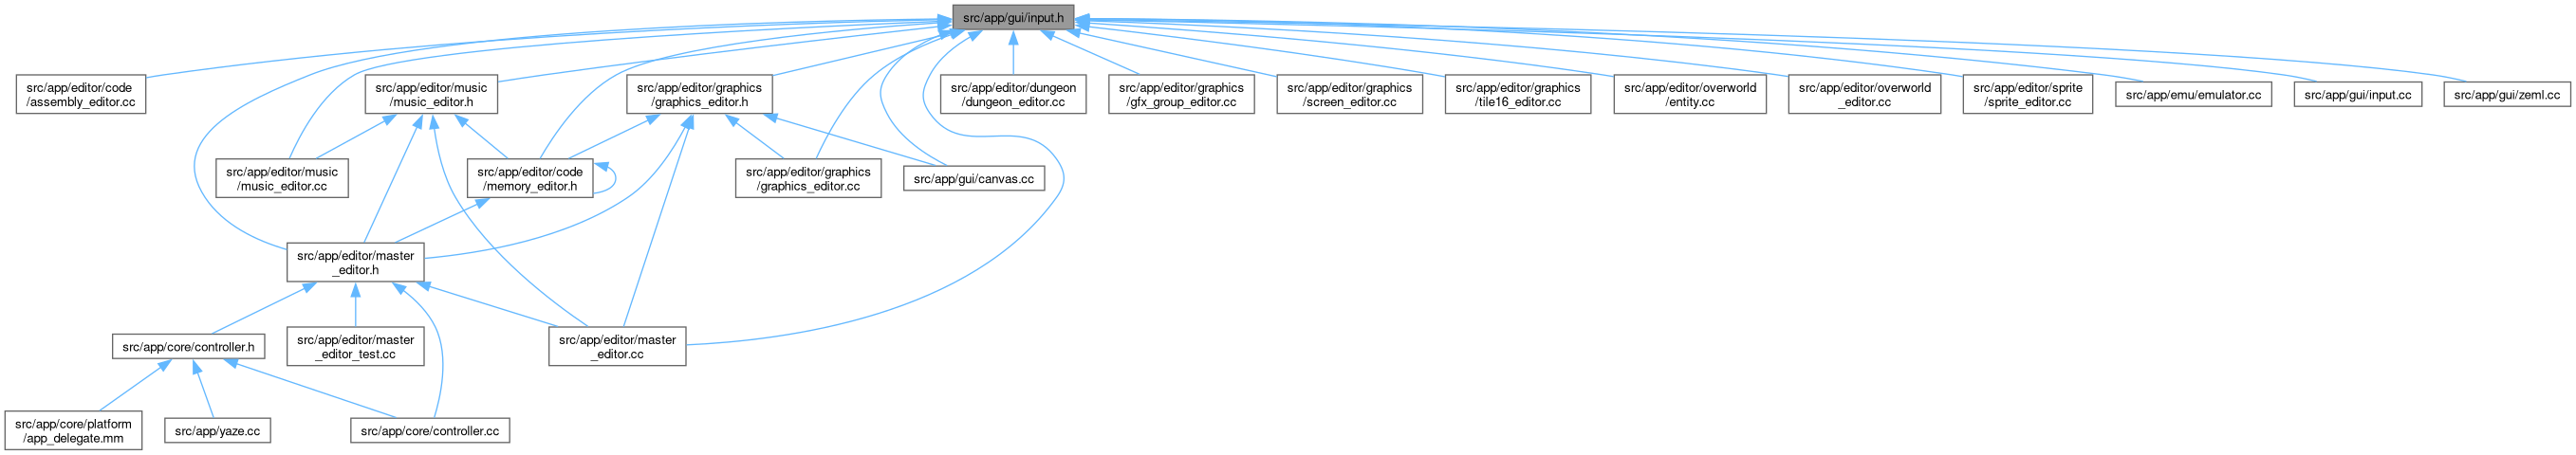 src/app/gui/input.h
src/app/editor/code
/assembly_editor.cc
src/app/editor/music
/music_editor.h
src/app/editor/graphics
/graphics_editor.h
src/app/editor/dungeon
/dungeon_editor.cc
src/app/editor/graphics
/gfx_group_editor.cc
src/app/editor/graphics
/screen_editor.cc
src/app/editor/graphics
/tile16_editor.cc
src/app/editor/overworld
/entity.cc
src/app/editor/overworld
_editor.cc
src/app/editor/sprite
/sprite_editor.cc
src/app/emu/emulator.cc
src/app/gui/input.cc
src/app/gui/zeml.cc
src/app/editor/music
/music_editor.cc
src/app/editor/code
/memory_editor.h
src/app/editor/graphics
/graphics_editor.cc
src/app/gui/canvas.cc
src/app/editor/master
_editor.h
src/app/core/controller.h
src/app/editor/master
_editor_test.cc
src/app/editor/master
_editor.cc
src/app/core/platform
/app_delegate.mm
src/app/yaze.cc
src/app/core/controller.cc